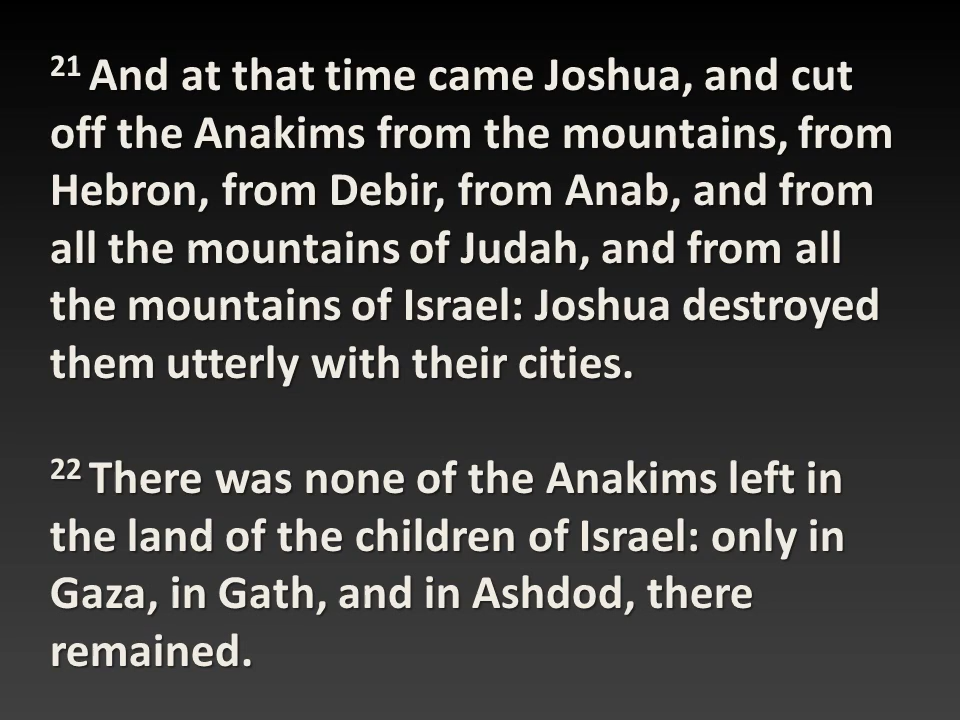 21 And at that time came Joshua, and cut
off the Anakims from the mountains, from
Hebron, from Debir, from Anab, and from
all the mountains of Judah, and from all
the mountains of Israel: Joshua destroyed
them utterly with their cities.
22 There was none of the Anakims left in
the land of the children of Israel: only in
Gaza, in Gath, and in Ashdod, there
remained.